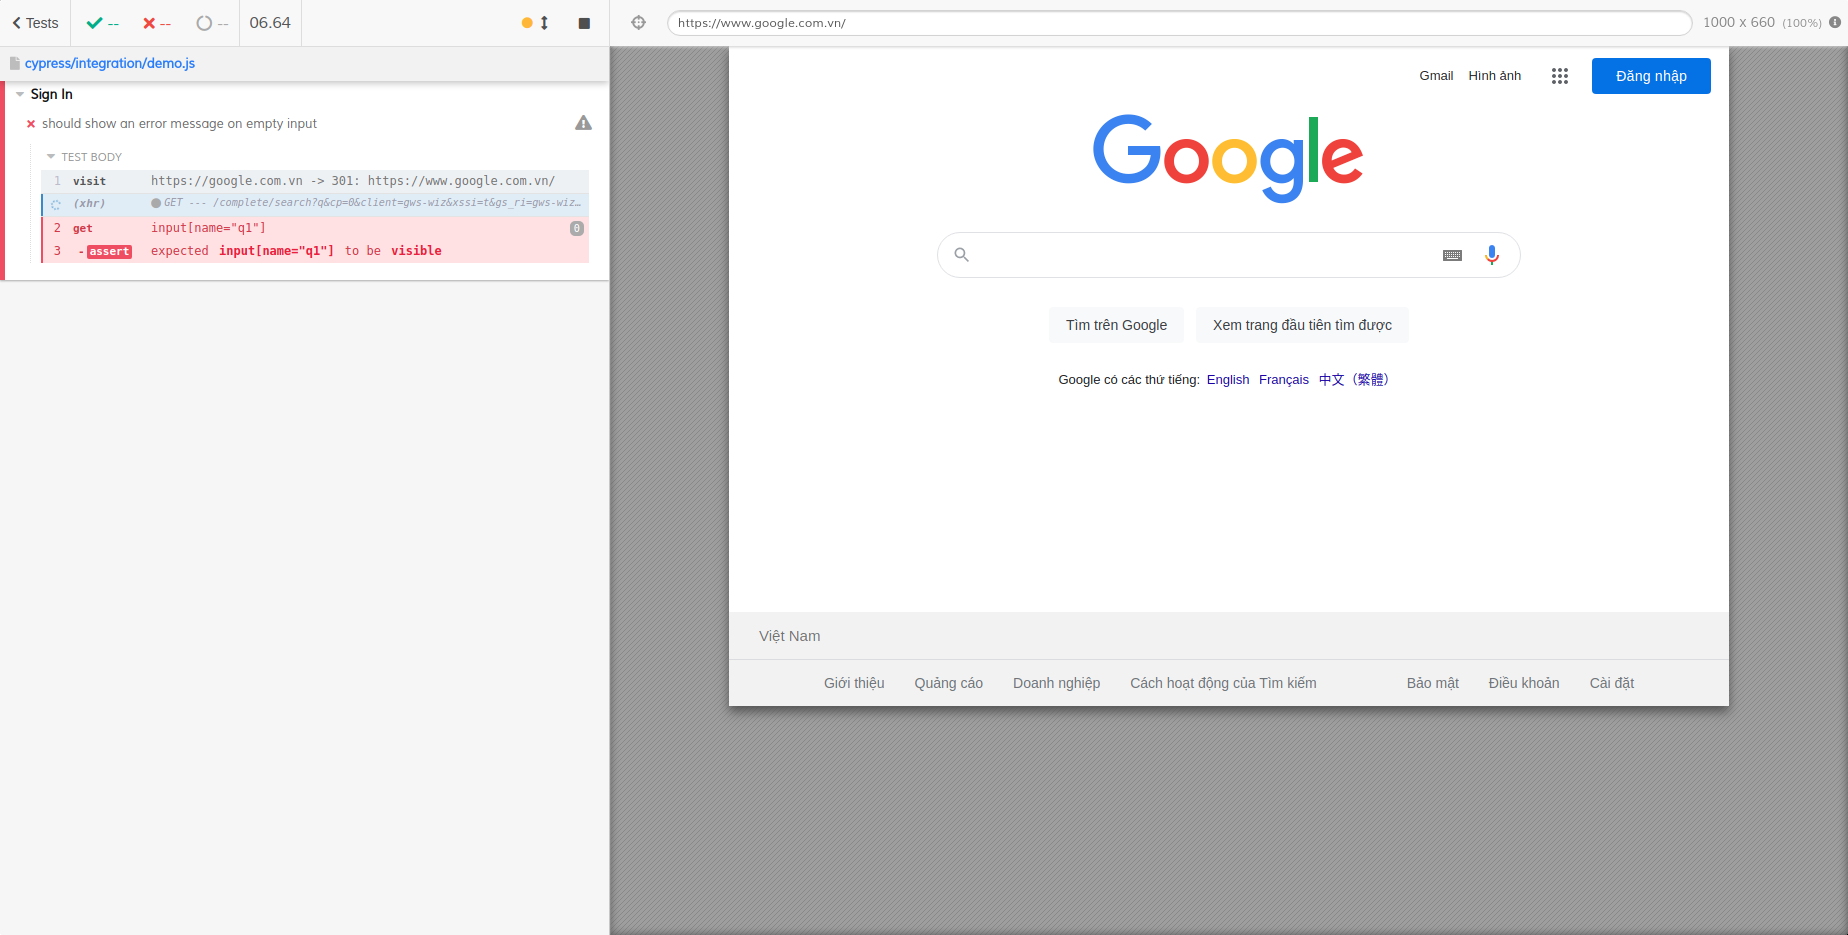 Tests -- -- -- 06.64
cypress/integration/demo.js
Sign In
should show an error message on empty input
TEST BODY
1 visit https://google.com.vn -> 301: https://www.google.com.vn/
(xhr) GET --- /complete/search?q&cp=0&client=gws-wiz&xssi=t&gs_ri=gws-wiz…
2 get input[name="q1"] 0
3 -assert expected input[name="q1"] to be visible
https://www.google.com.vn/ 1000 x 660 (100%)
Gmail Hình ảnh Đăng nhập
Google
Tìm trên Google Xem trang đầu tiên tìm được
Google có các thứ tiếng: English Français 中文（繁體）
Việt Nam
Giới thiệu Quảng cáo Doanh nghiệp Cách hoạt động của Tìm kiếm Bảo mật Điều khoản Cài đặt